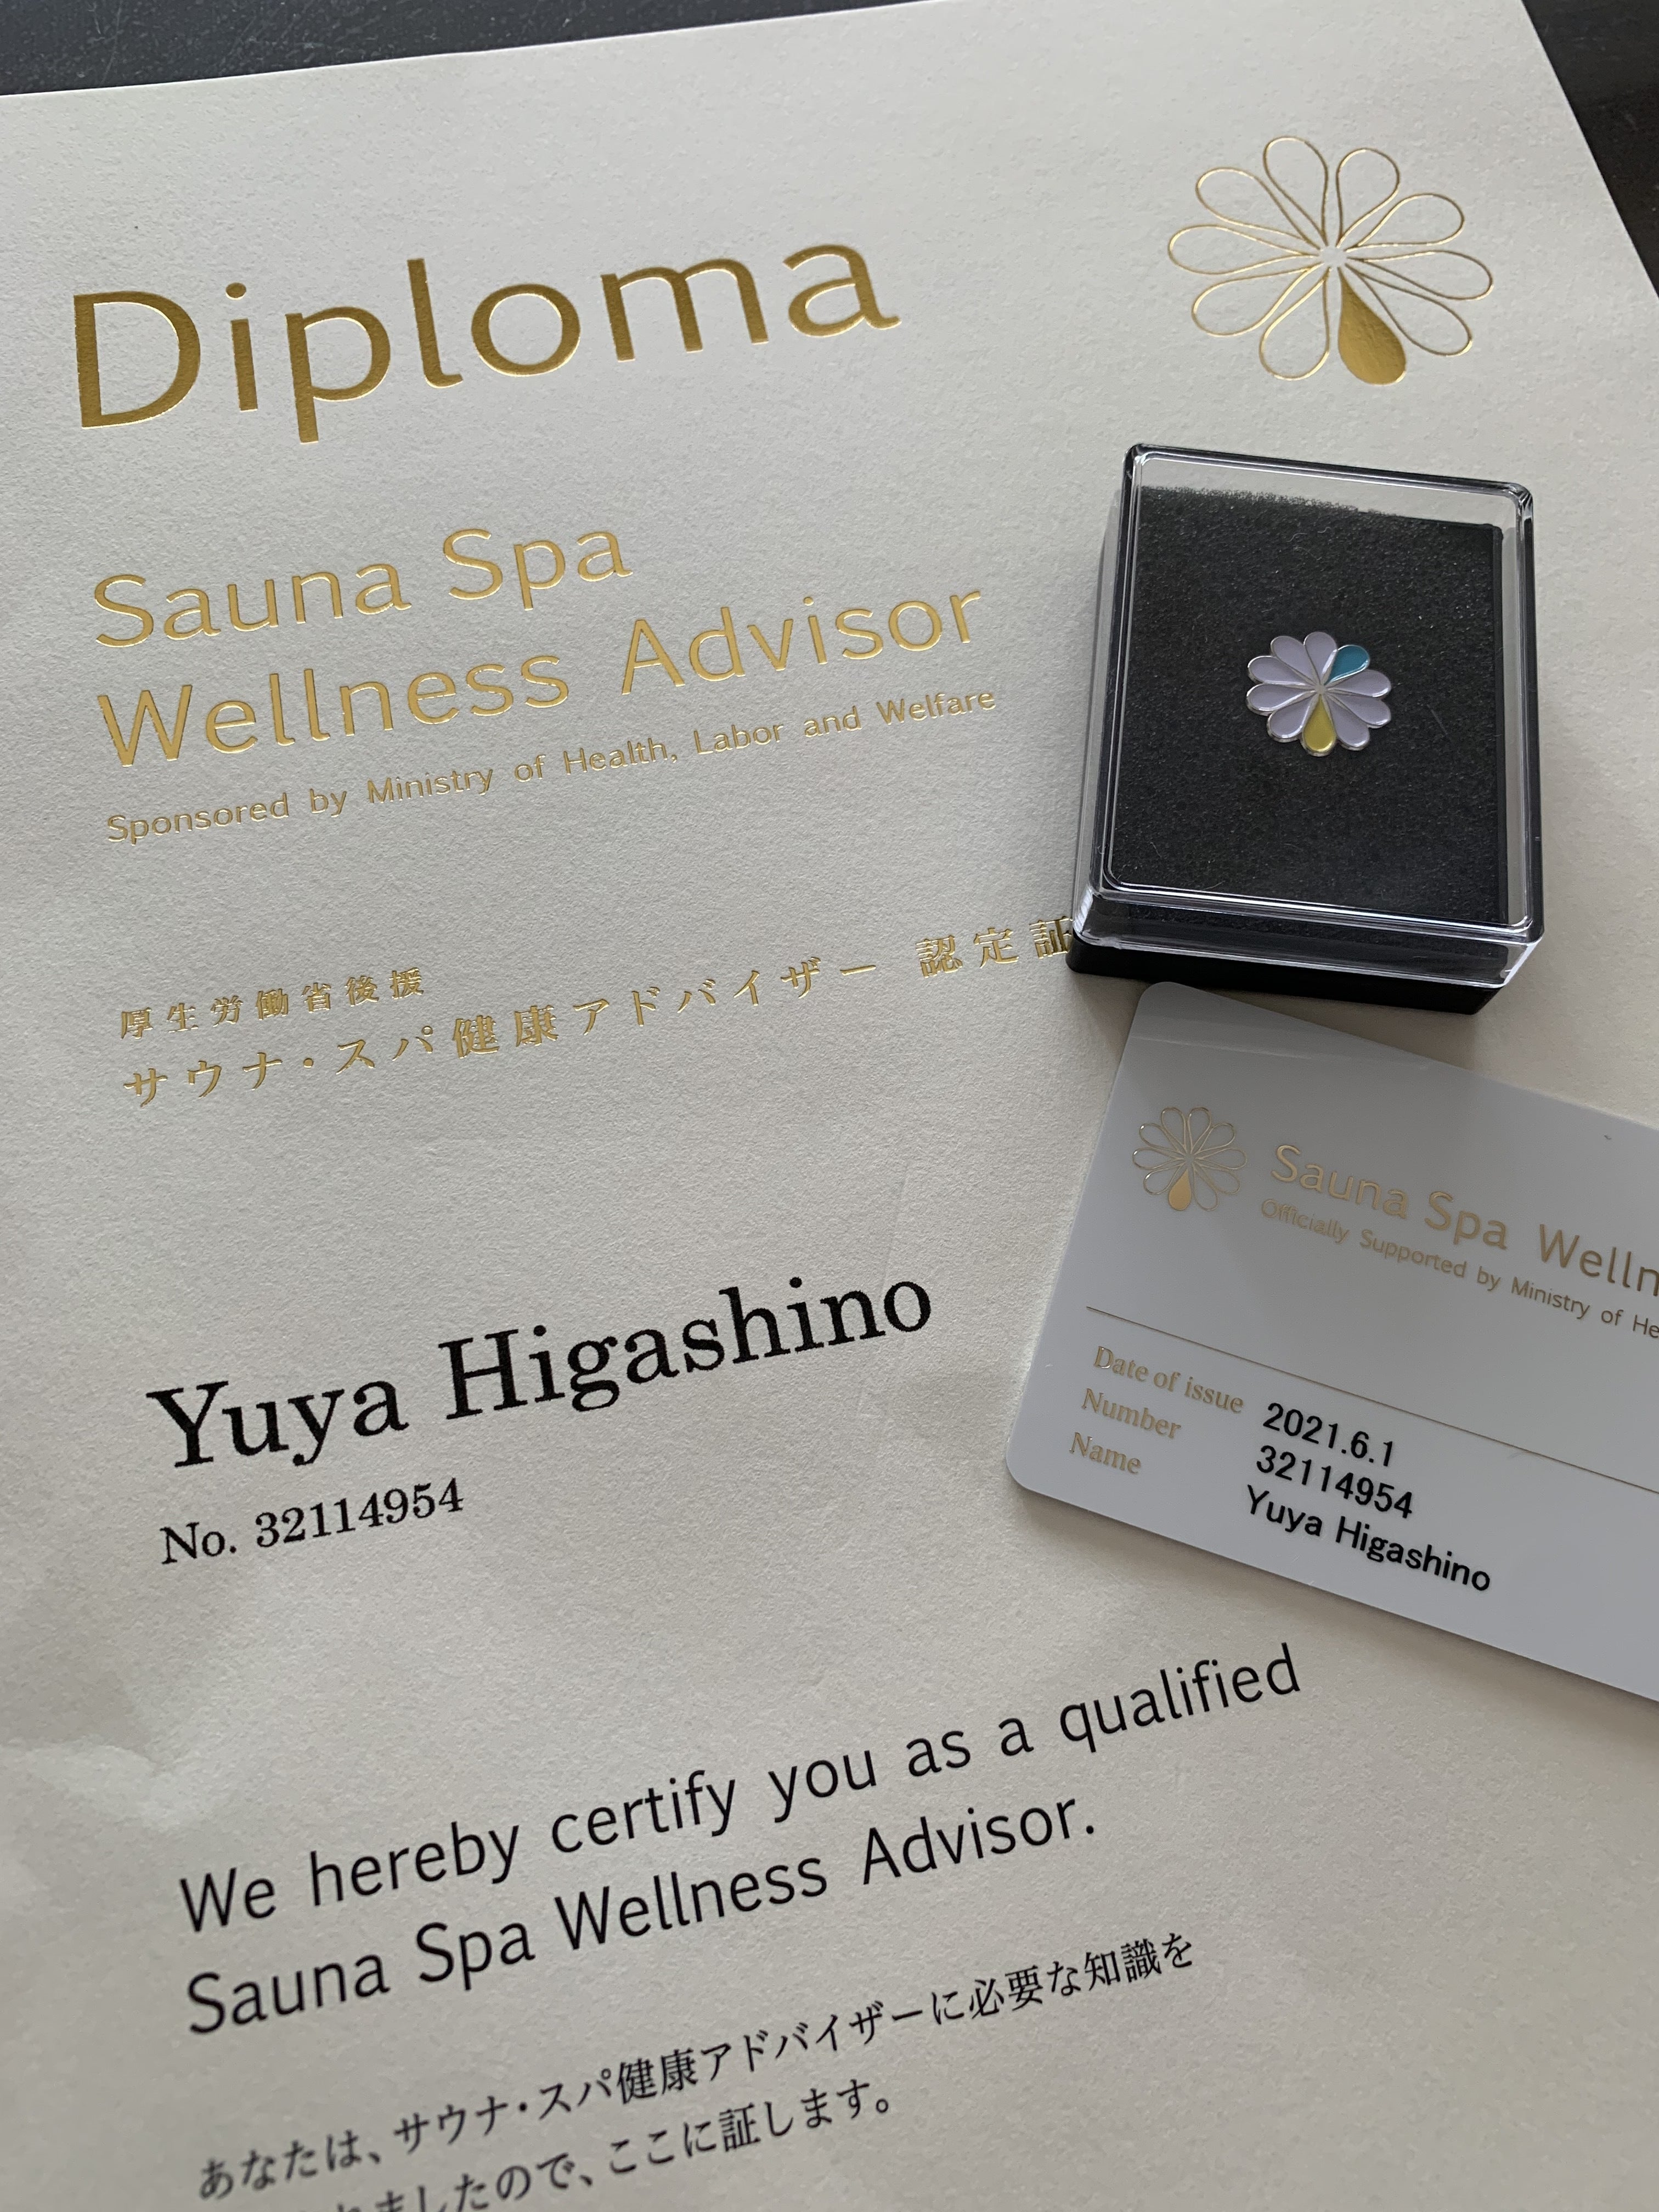 Diploma
Sauna Spa
Wellness Advisor
Sponsored by Ministry of Health, Labor and Welfare
厚生労働省後援
サウナ・スパ健康アドバイザー 認定証
Yuya Higashino
No. 32114954
We hereby certify you as a qualified
Sauna Spa Wellness Advisor.
あなたは、サウナ・スパ健康アドバイザーに必要な知識を
ましたので、ここに証します。
Sauna Spa Welln
Officially Supported by Ministry of He
Date of issue 2021.6.1
Number 32114954
Name Yuya Higashino